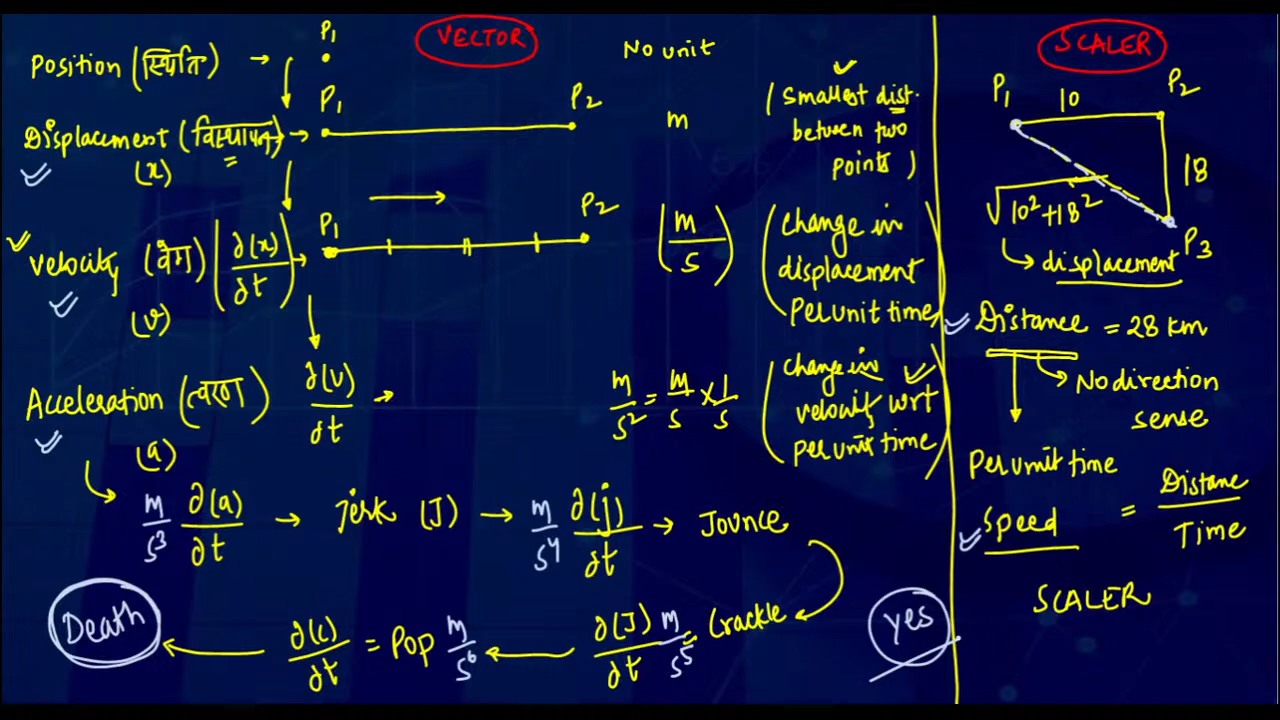 VECTOR
No unit
Position (स्थिति) → P1
Displacement (विस्थापन) → P1 P2
(x)
m
(Smallest dist.
between two
points)
Velocity (वेग) (∂(x)/∂t) → P1 P2
(v)
(m/s)
(Change in
displacement
Per unit time)
Acceleration (त्वरण) ∂(v)/∂t →
(a)
m/s² = m/s × 1/s
(Change in
velocity wrt
per unit time)
m/s³ ∂(a)/∂t → Jerk (J) → m/s⁴ ∂(j)/∂t → Jounce
∂(J)/∂t m/s⁵ Crackle
∂(c)/∂t = Pop m/s⁶
Death
yes
SCALER
P1 10 P2
18
√10²+18²
P3
→ displacement
Distance = 28 km
→ No direction
sense
Per unit time
Speed = Distane/Time
SCALER